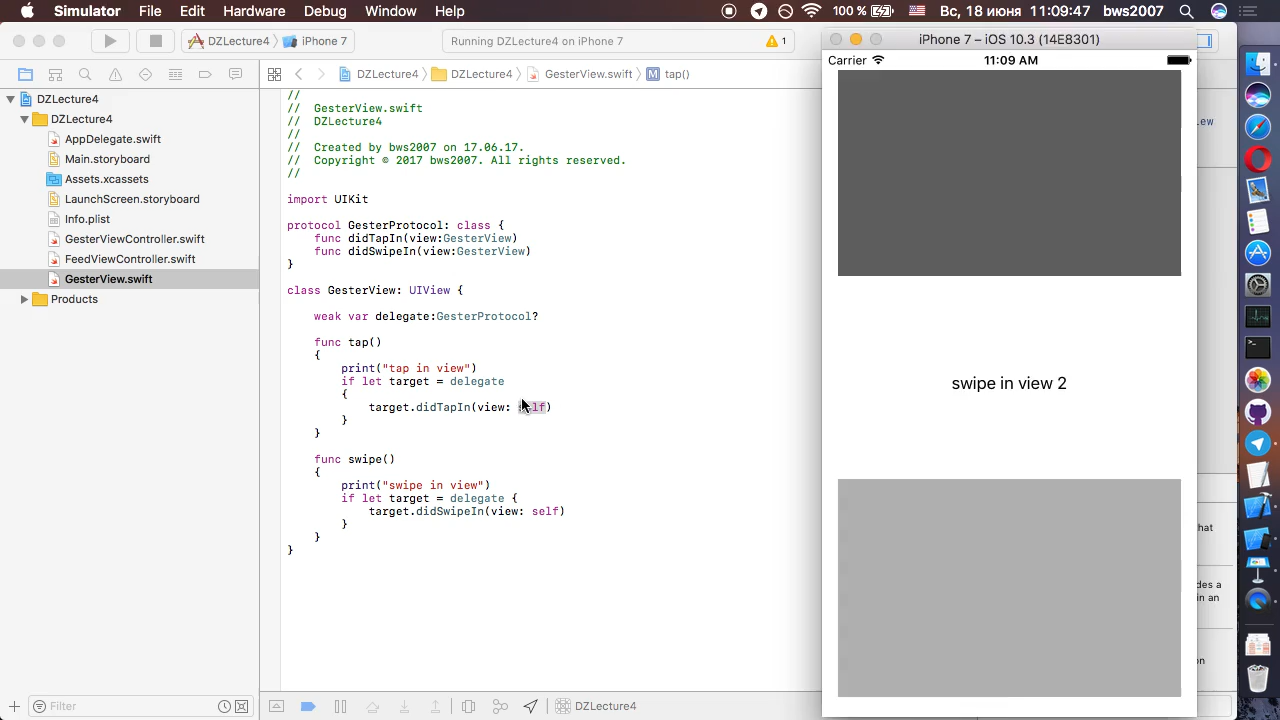 Simulator File Edit Hardware Debug Window Help 100 % Вс, 18 июня 11:09:47 bws2007
DZLecture4 iPhone 7 Running DZLecture4 on iPhone 7 1
iPhone 7 – iOS 10.3 (14E8301)
Carrier 11:09 AM
DZLecture4 DZLecture4 GesterView.swift M tap()
DZLecture4
DZLecture4
AppDelegate.swift
Main.storyboard
Assets.xcassets
LaunchScreen.storyboard
Info.plist
GesterViewController.swift
FeedViewController.swift
GesterView.swift
Products
//
// GesterView.swift
// DZLecture4
//
// Created by bws2007 on 17.06.17.
// Copyright © 2017 bws2007. All rights reserved.
//
import UIKit
protocol GesterProtocol: class {
func didTapIn(view:GesterView)
func didSwipeIn(view:GesterView)
}
class GesterView: UIView {
weak var delegate:GesterProtocol?
func tap()
{
print("tap in view")
if let target = delegate
{
target.didTapIn(view: self)
}
}
func swipe()
{
print("swipe in view")
if let target = delegate {
target.didSwipeIn(view: self)
}
}
}
swipe in view 2
hat
des a
in an
on
Filter
DZLecture4